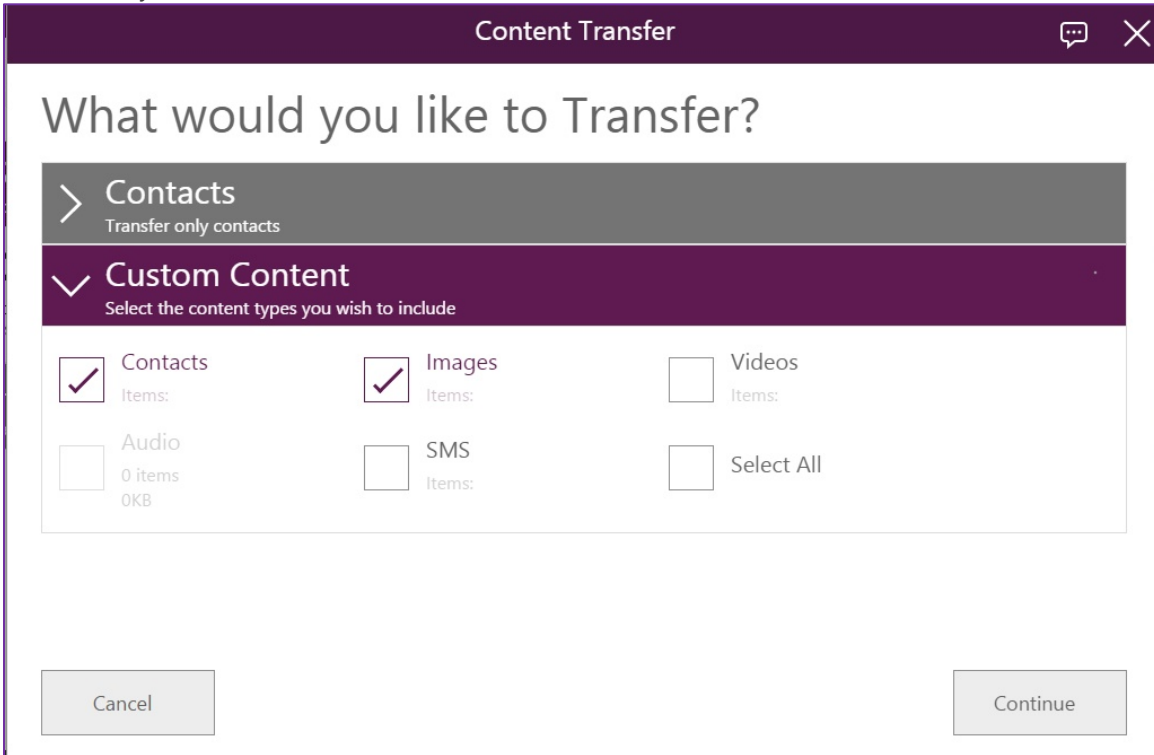 Content Transfer
What would you like to Transfer?
Contacts
Transfer only contacts
Custom Content
Select the content types you wish to include
Contacts
Items:
Images
Items:
Videos
Items:
Audio
0 items
0KB
SMS
Items:
Select All
Cancel
Continue